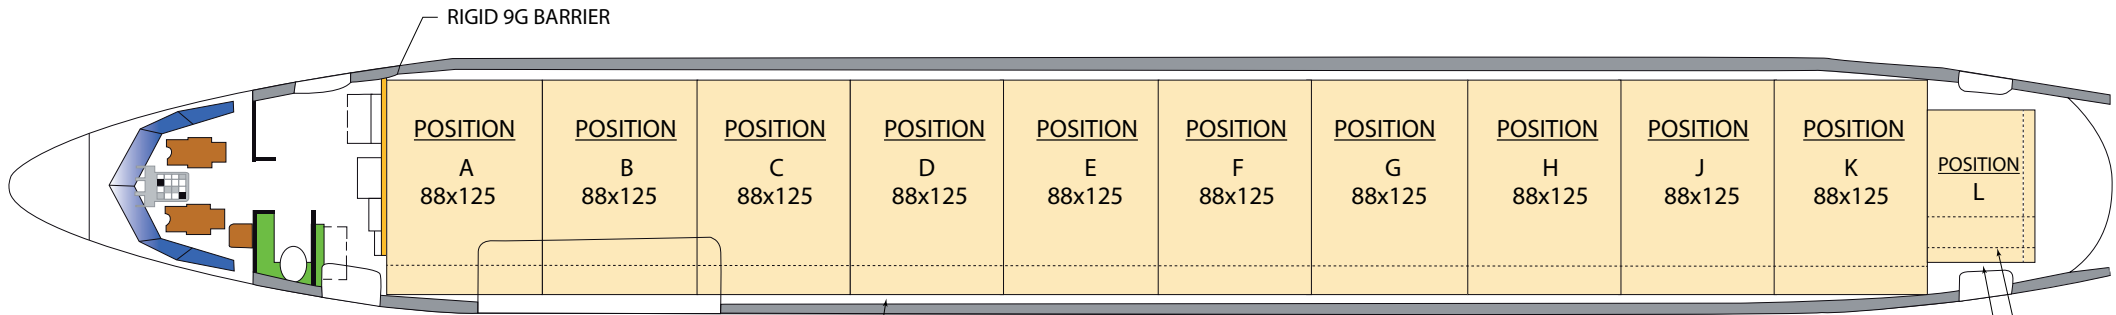 RIGID 9G BARRIER
POSITION
A
88x125
POSITION
B
88x125
POSITION
C
88x125
POSITION
D
88x125
POSITION
E
88x125
POSITION
F
88x125
POSITION
G
88x125
POSITION
H
88x125
POSITION
J
88x125
POSITION
K
88x125
POSITION
L